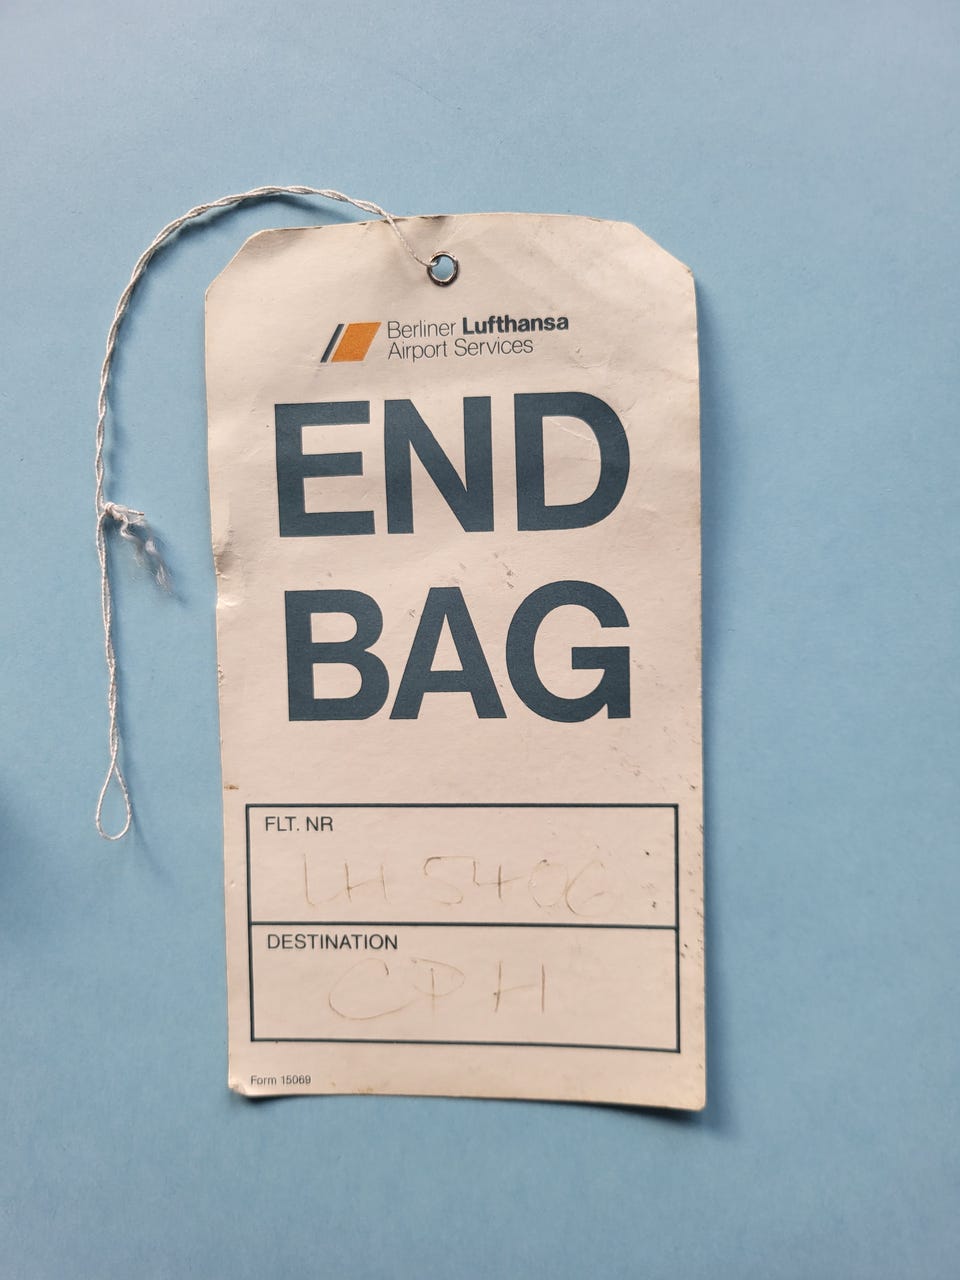 Berliner Lufthansa
Airport Services
END
BAG
FLT. NR
LH 5406
DESTINATION
CPH
Form 15069